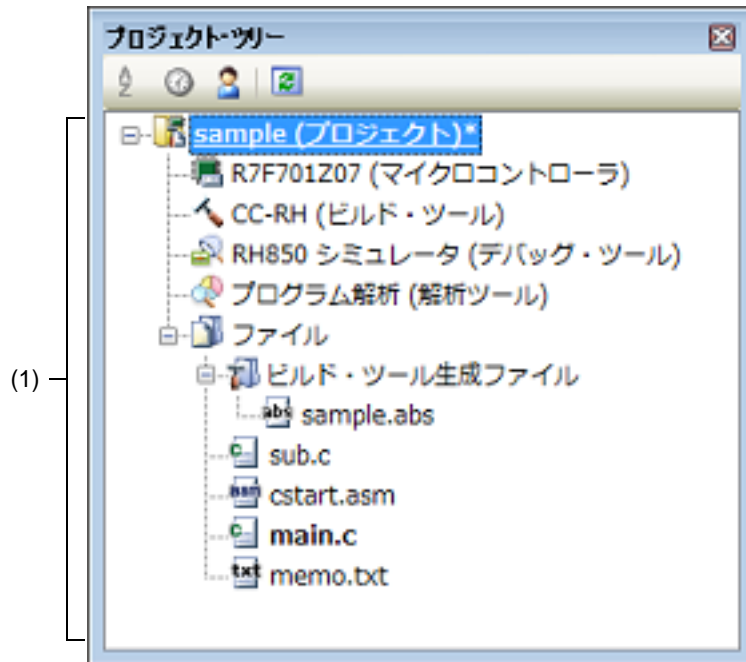 プロジェクト・ツリー
sample (プロジェクト)*
R7F701Z07 (マイクロコントローラ)
CC-RH (ビルド・ツール)
RH850 シミュレータ (デバッグ・ツール)
プログラム解析 (解析ツール)
ファイル
ビルド・ツール生成ファイル
abs sample.abs
(1)
c sub.c
asm cstart.asm
c main.c
txt memo.txt